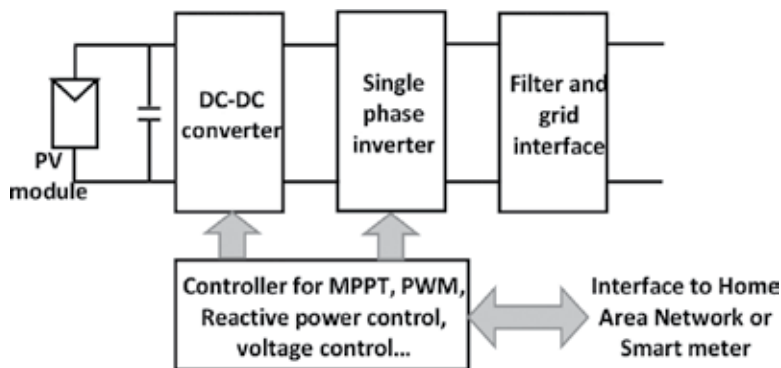 PV
module
DC-DC
converter
Single
phase
inverter
Filter and
grid
interface
Controller for MPPT, PWM,
Reactive power control,
voltage control...
Interface to Home
Area Network or
Smart meter